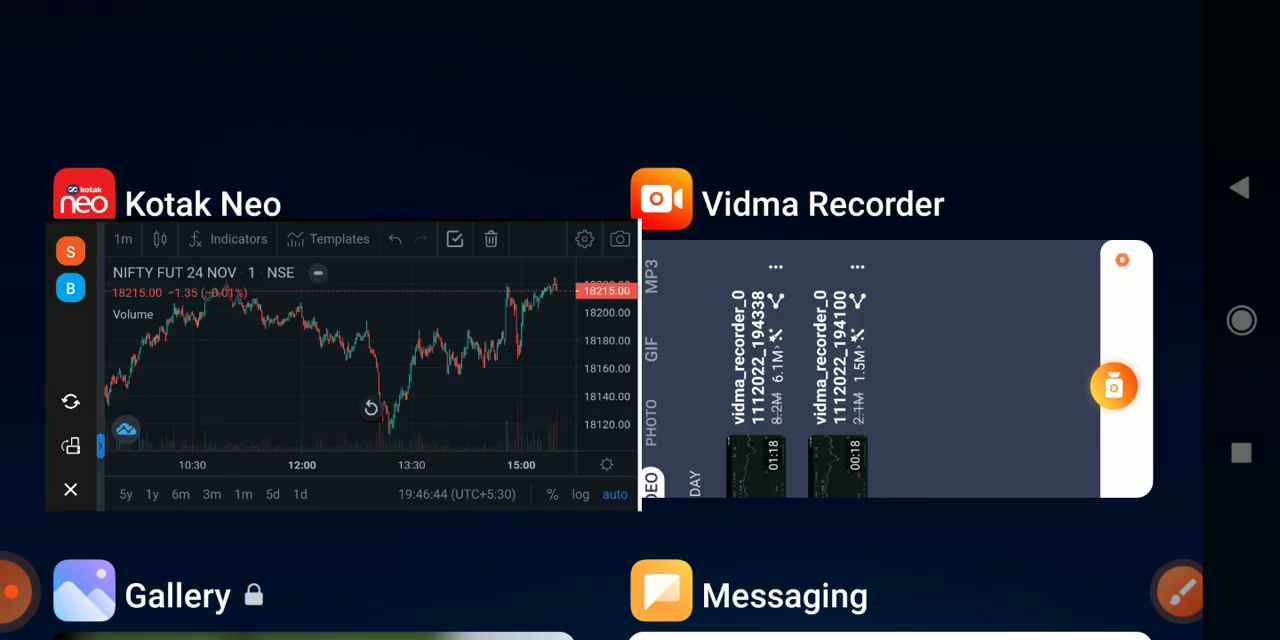 kotak
neo
Kotak Neo
Vidma Recorder
S
B
1m
Indicators
Templates
NIFTY FUT 24 NOV · 1 · NSE
18215.00 −1.35 (−0.01%)
Volume
18215.00
18200.00
18180.00
18160.00
18140.00
18120.00
10:30
12:00
13:30
15:00
5y 1y 6m 3m 1m 5d 1d
19:46:44 (UTC+5:30)
% log auto
MP3
GIF
PHOTO
DEO
DAY
vidma_recorder_0
1112022_194338
8.2M 6.1M
01:18
vidma_recorder_0
1112022_194100
2.1M 1.5M
00:18
Gallery
Messaging